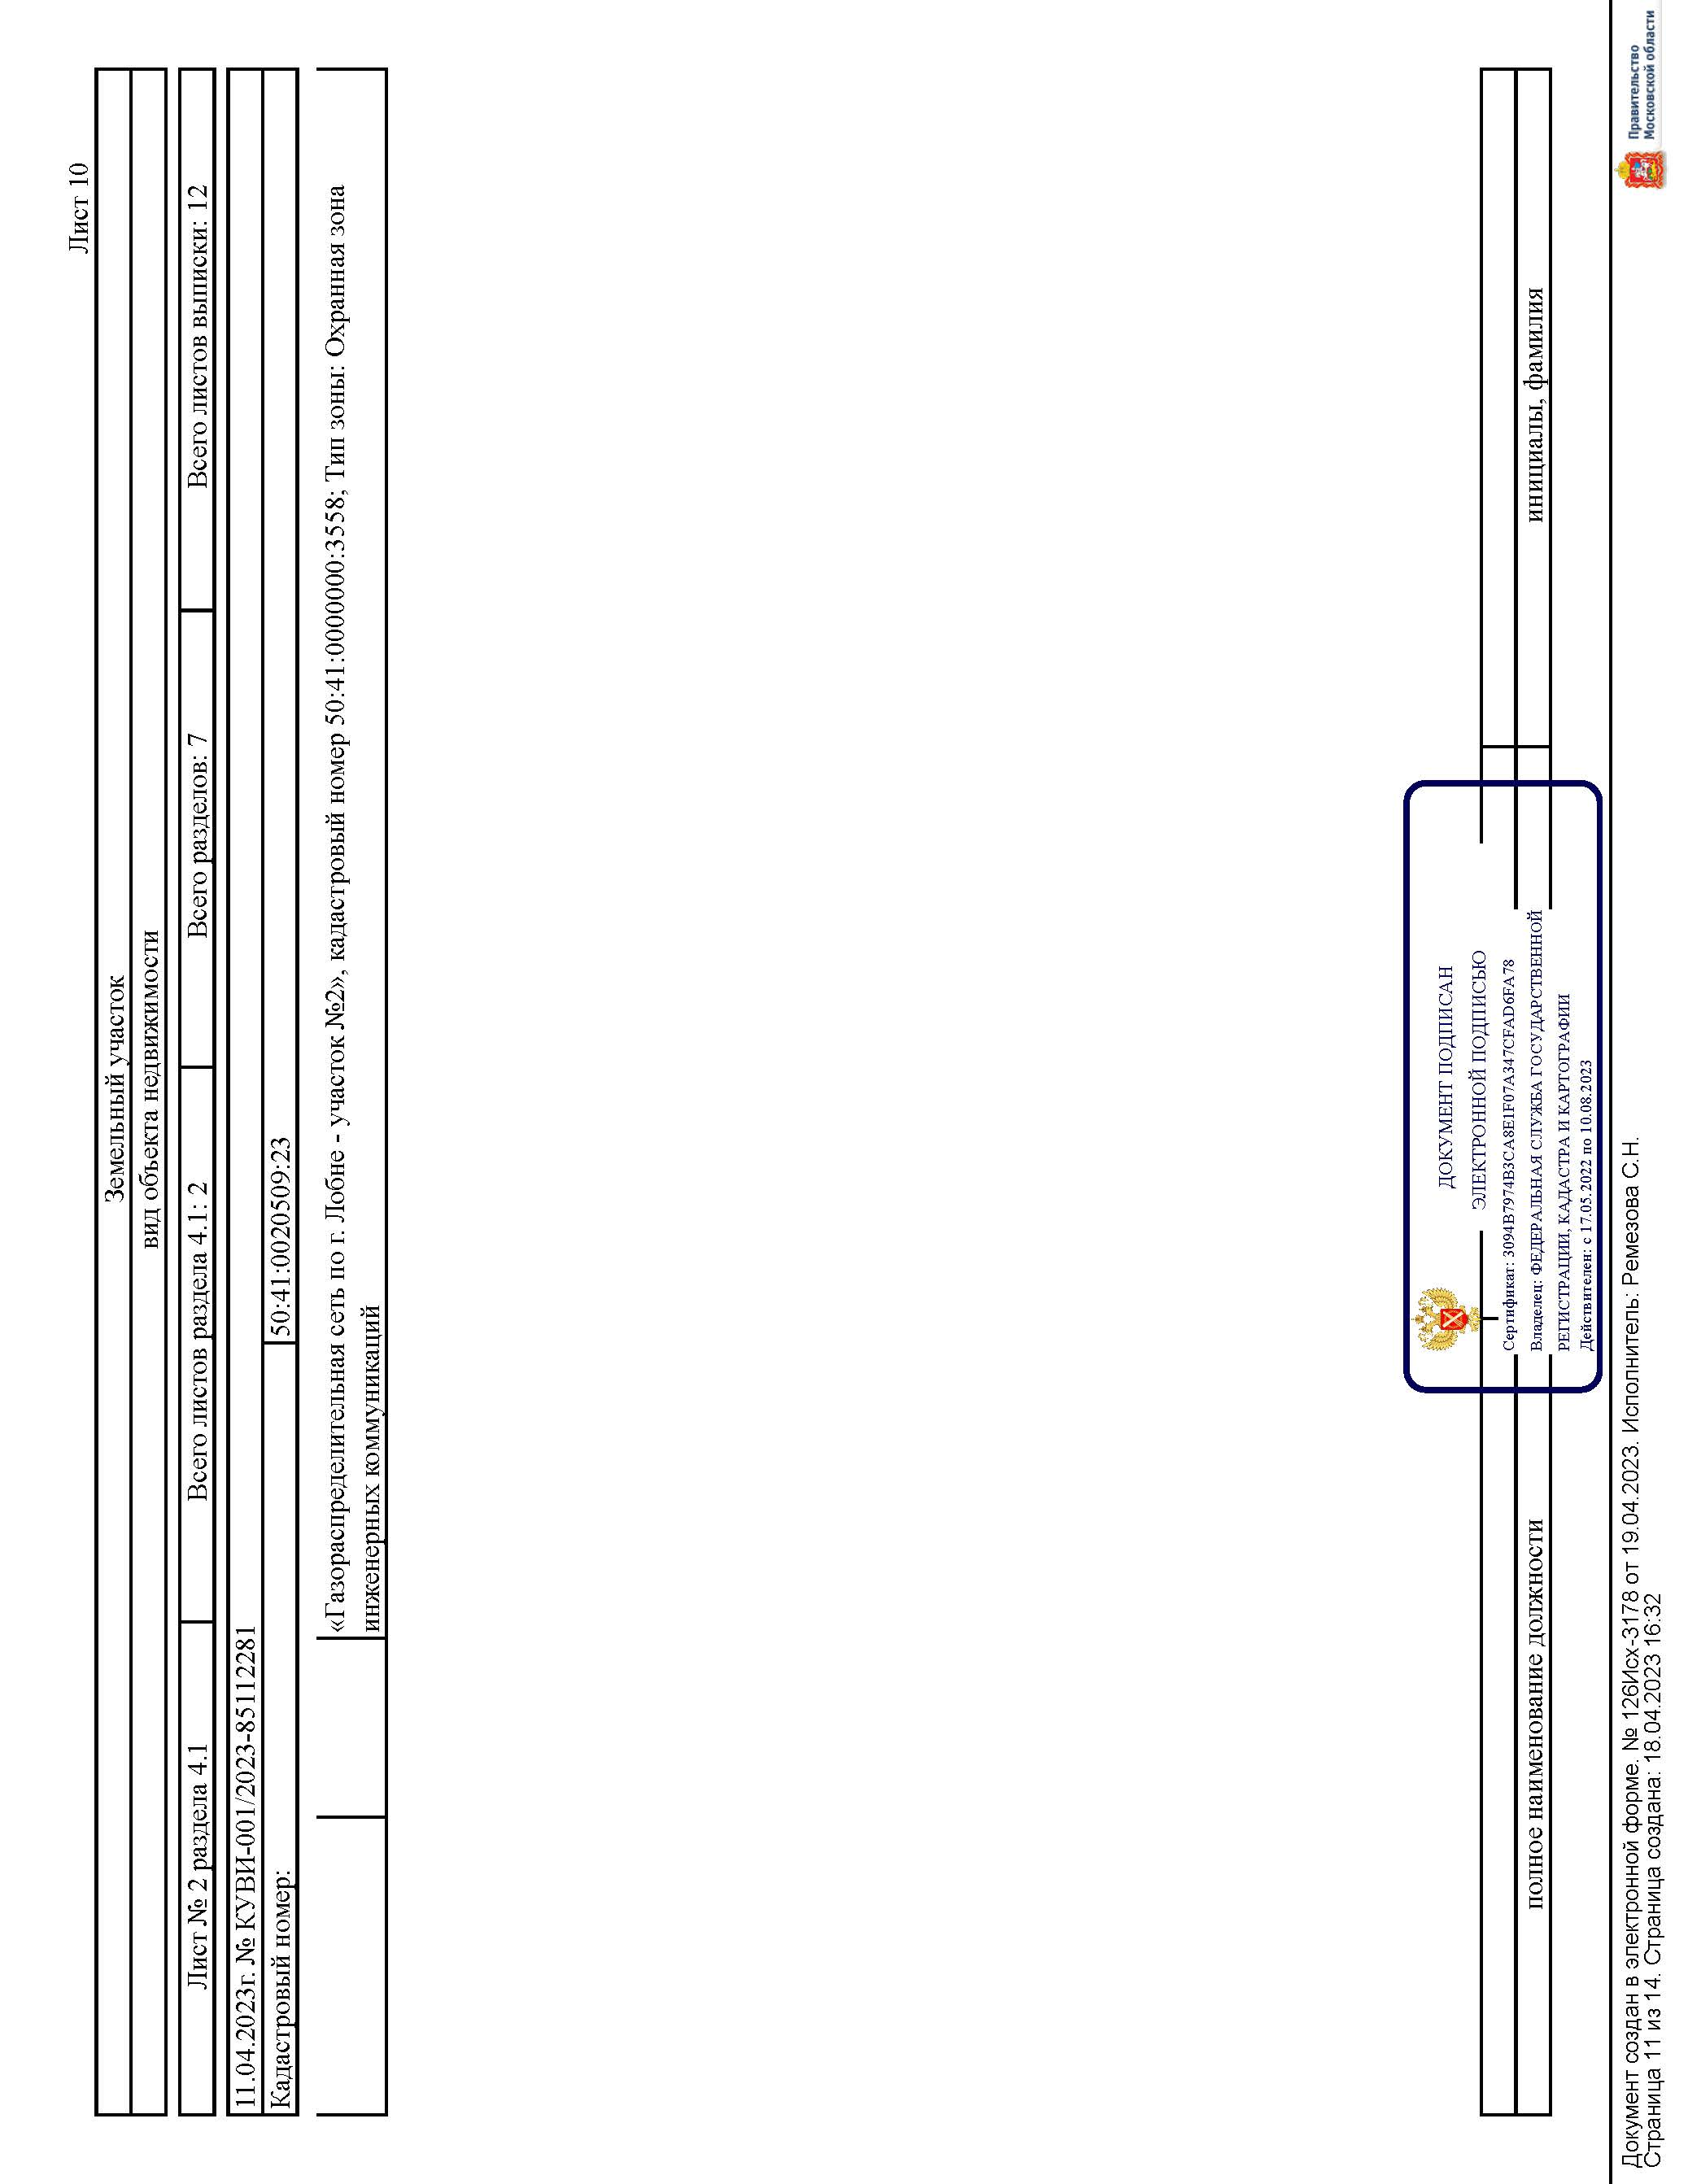 Лист 10
Земельный участок
вид объекта недвижимости
Лист № 2 раздела 4.1
Всего листов раздела 4.1: 2
Всего разделов: 7
Всего листов выписки: 12
11.04.2023г. № КУВИ-001/2023-85112281
Кадастровый номер:
50:41:0020509:23
«Газораспределительная сеть по г. Лобне - участок №2», кадастровый номер 50:41:0000000:3558; Тип зоны: Охранная зона
инженерных коммуникаций
ДОКУМЕНТ ПОДПИСАН
ЭЛЕКТРОННОЙ ПОДПИСЬЮ
Сертификат: 3094B7974B3CA8E1F07A347CFAD6FA78
Владелец: ФЕДЕРАЛЬНАЯ СЛУЖБА ГОСУДАРСТВЕННОЙ
РЕГИСТРАЦИИ, КАДАСТРА И КАРТОГРАФИИ
Действителен: с 17.05.2022 по 10.08.2023
полное наименование должности
инициалы, фамилия
Документ создан в электронной форме. № 126Исх-3178 от 19.04.2023. Исполнитель: Ремезова С.Н.
Страница 11 из 14. Страница создана: 18.04.2023 16:32
Правительство
Московской области